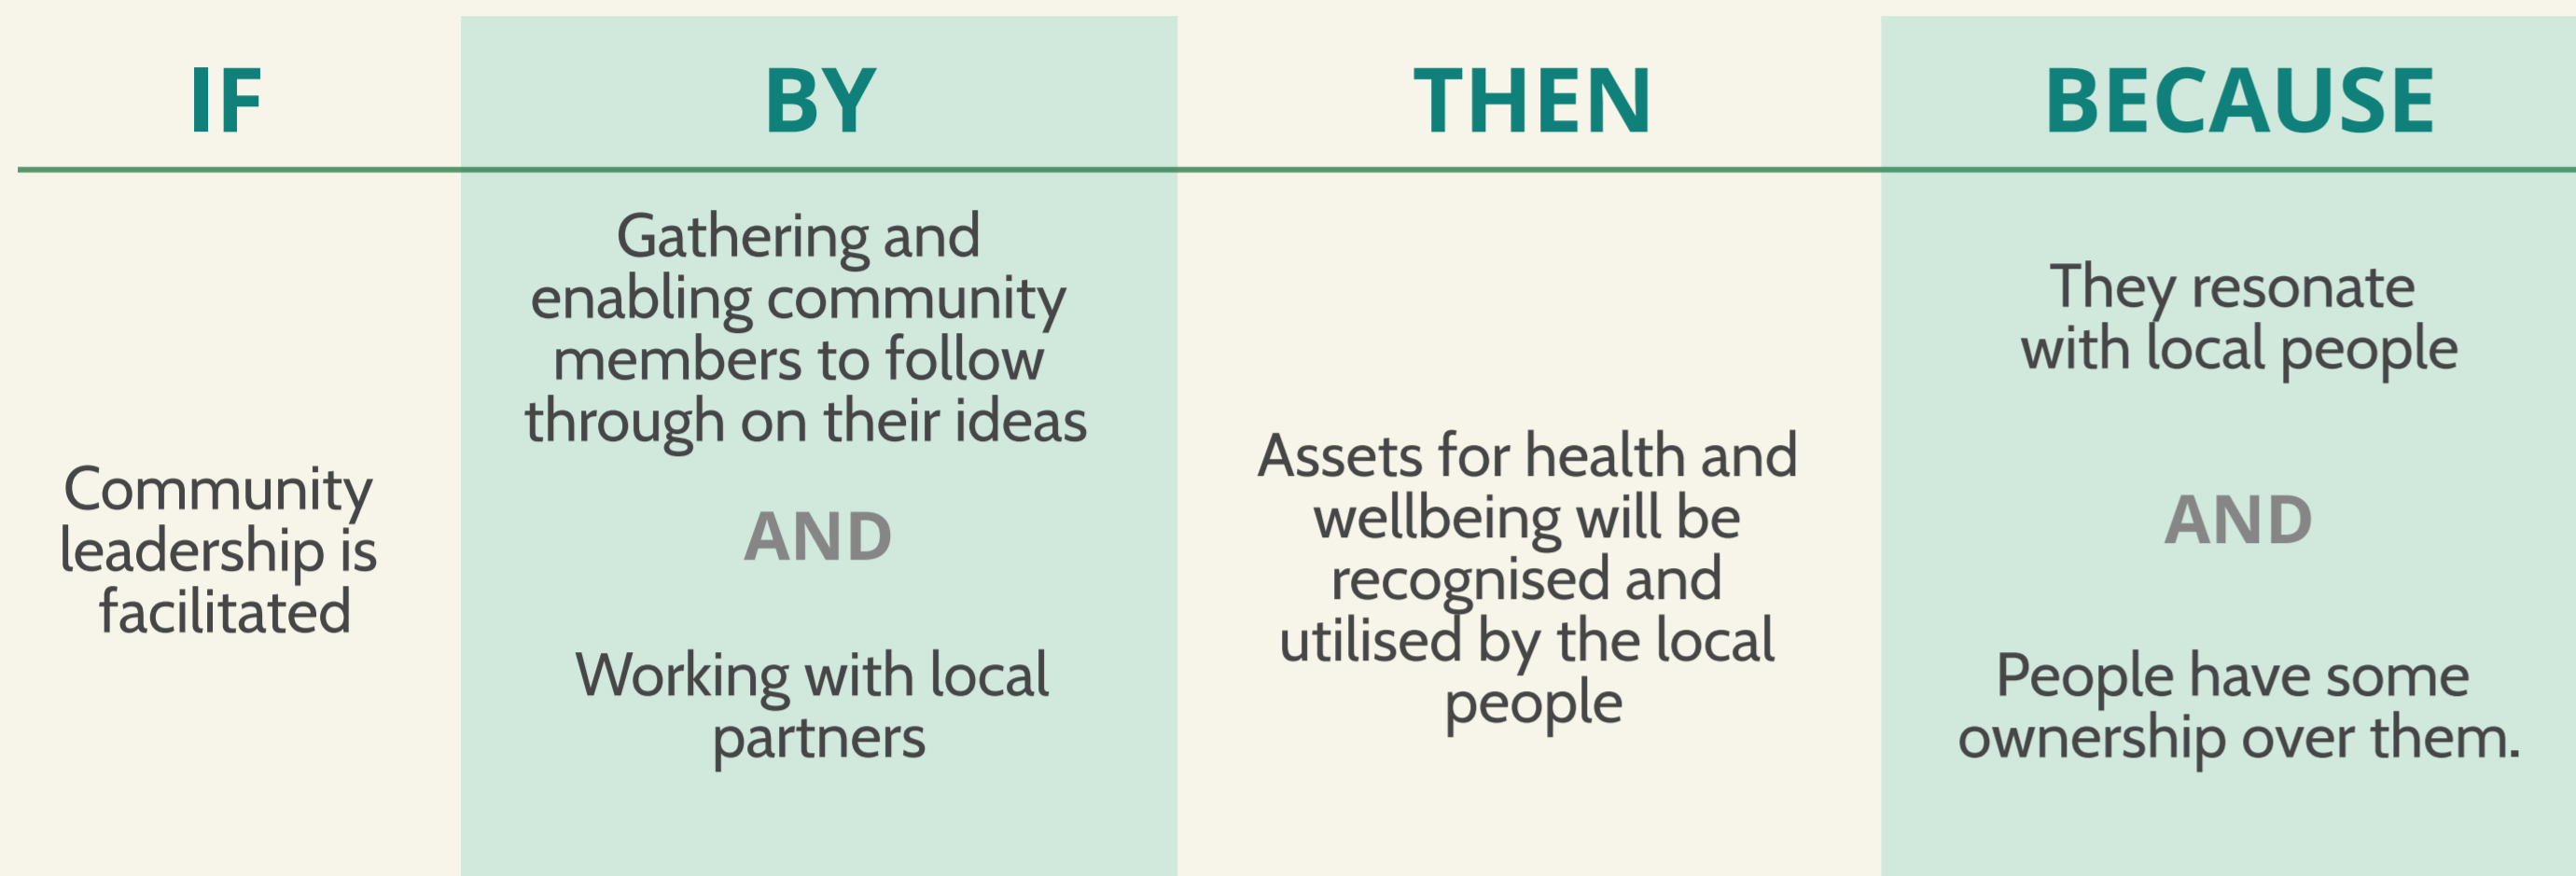 IF
Community
leadership is
facilitated
BY
Gathering and
enabling community
members to follow
through on their ideas
AND
Working with local
partners
THEN
Assets for health and
wellbeing will be
recognised and
utilised by the local
people
BECAUSE
They resonate
with local people
AND
People have some
ownership over them.